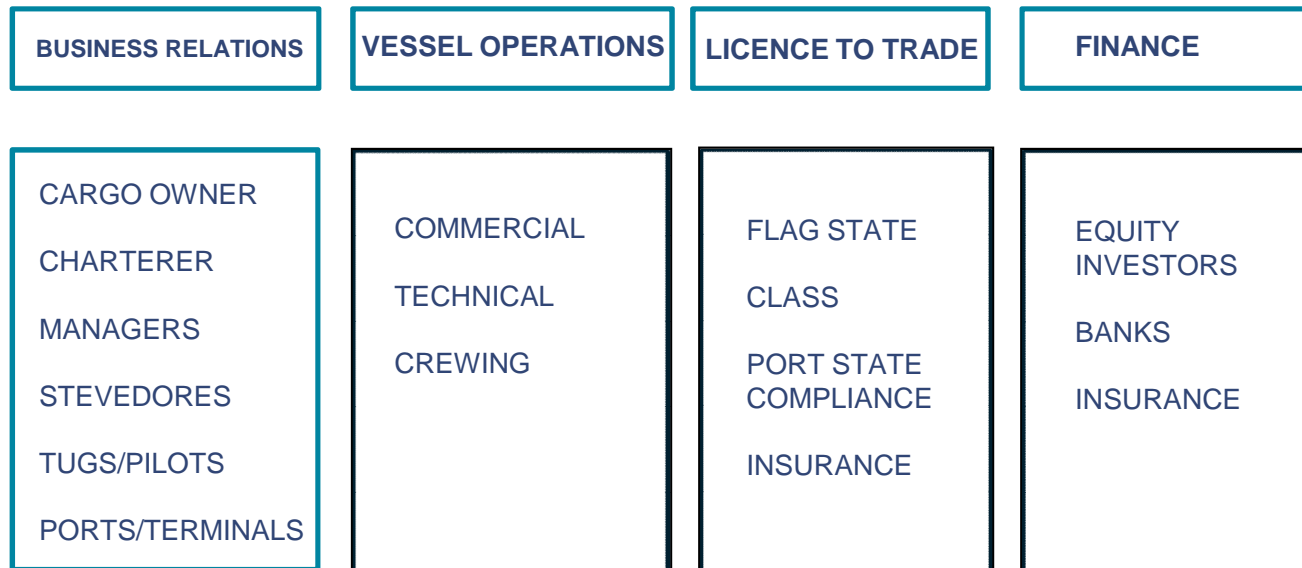 BUSINESS RELATIONS
VESSEL OPERATIONS
LICENCE TO TRADE
FINANCE
CARGO OWNER
CHARTERER
MANAGERS
STEVEDORES
TUGS/PILOTS
PORTS/TERMINALS
COMMERCIAL
TECHNICAL
CREWING
FLAG STATE
CLASS
PORT STATE
COMPLIANCE
INSURANCE
EQUITY
INVESTORS
BANKS
INSURANCE